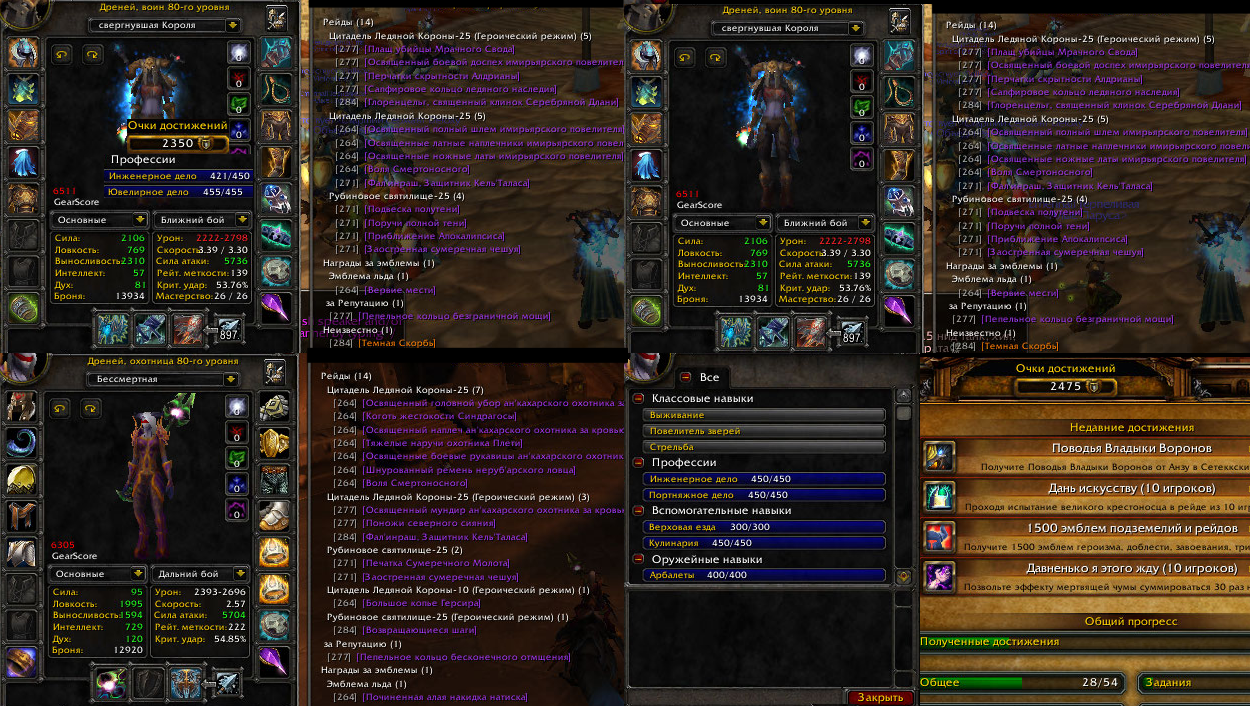 Дреней, воин 80-го уровня
свергнувшая Короля
0
0
0
0
Очки достижений
2350
Профессии
Инженерное дело 421/450
Ювелирное дело 455/455
6511
GearScore
Основные
Ближний бой
Сила: 2106
Ловкость: 769
Выносливость: 2310
Интеллект: 57
Дух: 81
Броня: 13934
Урон: 2222-2798
Скорость: 3.39 / 3.30
Сила атаки: 5736
Рейт. меткости: 139
Крит. удар: 53.76%
Мастерство: 26 / 26
897
Рейды (14)
Цитадель Ледяной Короны-25 (Героический режим) (5)
[277] [Плащ убийцы Мрачного Свода]
[277] [Освященный боевой доспех имирьярского повелителя
[277] [Перчатки скрытности Алдрианы]
[277] [Сапфировое кольцо ледяного наследия]
[284] [Глоренцельг, священный клинок Серебряной Длани]
Цитадель Ледяной Короны-25 (5)
[264] [Освященный полный шлем имирьярского повелителя]
[264] [Освященные латные наплечники имирьярского повел
[264] [Освященные ножные латы имирьярского повелителя]
[264] [Воля Смертоносного]
[271] [Фал'инраш, Защитник Кель'Таласа]
Рубиновое святилище-25 (4)
[271] [Подвеска полутени]
[271] [Поручи полной тени]
[271] [Приближение Апокалипсиса]
[271] [Заостренная сумеречная чешуя]
Награды за эмблемы (1)
Эмблема льда (1)
[264] [Вервие мести]
за Репутацию (1)
[277] [Пепельное кольцо безграничной мощи]
Неизвестно (1)
[284] [Темная Скорбь]
Дреней, воин 80-го уровня
свергнувшая Короля
0
0
0
0
0
6511
GearScore
Основные
Ближний бой
Сила: 2106
Ловкость: 769
Выносливость: 2310
Интеллект: 57
Дух: 81
Броня: 13934
Урон: 2222-2798
Скорость: 3.39 / 3.30
Сила атаки: 5736
Рейт. меткости: 139
Крит. удар: 53.76%
Мастерство: 26 / 26
897
Рейды (14)
Цитадель Ледяной Короны-25 (Героический режим) (5)
[277] [Плащ убийцы Мрачного Свода]
[277] [Освященный боевой доспех имирьярского повелителя
[277] [Перчатки скрытности Алдрианы]
[277] [Сапфировое кольцо ледяного наследия]
[284] [Глоренцельг, священный клинок Серебряной Длани]
Цитадель Ледяной Короны-25 (5)
[264] [Освященный полный шлем имирьярского повелителя]
[264] [Освященные латные наплечники имирьярского повел
[264] [Освященные ножные латы имирьярского повелителя]
[264] [Воля Смертоносного]
[271] [Фал'инраш, Защитник Кель'Таласа]
Рубиновое святилище-25 (4)
[271] [Подвеска полутени]
[271] [Поручи полной тени]
[271] [Приближение Апокалипсиса]
[271] [Заостренная сумеречная чешуя]
Награды за эмблемы (1)
Эмблема льда (1)
[264] [Вервие мести]
за Репутацию (1)
[277] [Пепельное кольцо безграничной мощи]
Неизвестно (1)
[284] [Темная Скорбь]
Дреней, охотница 80-го уровня
Бессмертная
0
0
0
0
0
6305
GearScore
Основные
Дальний бой
Сила: 95
Ловкость: 1995
Выносливость: 1594
Интеллект: 729
Дух: 120
Броня: 12920
Урон: 2393-2696
Скорость: 2.57
Сила атаки: 5704
Рейт. меткости: 222
Крит. удар: 54.85%
Рейды (14)
Цитадель Ледяной Короны-25 (7)
[264] [Освященный головной убор ан'кахарского охотника за
[264] [Коготь жестокости Синдрагосы]
[264] [Освященный наплеч ан'кахарского охотника за кровью
[264] [Тяжелые наручи охотника Плети]
[264] [Освященные боевые рукавицы ан'кахарского охотник
[264] [Шнурованный ремень неруб'арского ловца]
[264] [Воля Смертоносного]
Цитадель Ледяной Короны-25 (Героический режим) (3)
[277] [Освященный мундир ан'кахарского охотника за кровью
[277] [Поножи северного сияния]
[284] [Фал'инраш, Защитник Кель'Таласа]
Рубиновое святилище-25 (2)
[271] [Печатка Сумеречного Молота]
[271] [Заостренная сумеречная чешуя]
Цитадель Ледяной Короны-10 (Героический режим) (1)
[264] [Большое копье Герсира]
Рубиновое святилище-25 (Героический режим) (1)
[284] [Возвращающиеся шаги]
за Репутацию (1)
[277] [Пепельное кольцо бесконечного отмщения]
Награды за эмблемы (1)
Эмблема льда (1)
[264] [Починенная алая накидка натиска]
Все
Классовые навыки
Выживание
Повелитель зверей
Стрельба
Профессии
Инженерное дело 450/450
Портняжное дело 450/450
Вспомогательные навыки
Верховая езда 300/300
Кулинария 450/450
Оружейные навыки
Арбалеты 400/400
Закрыть
Очки достижений
2475
Недавние достижения
Поводья Владыки Воронов
Получите Поводья Владыки Воронов от Анзу в Сетеккски
Дань искусству (10 игроков)
Проходя испытание великого крестоносца в рейде из 10 игр
1500 эмблем подземелий и рейдов
Получите 1500 эмблем героизма, доблести, завоевания, три
Давненько я этого жду (10 игроков)
Позвольте эффекту мертвящей чумы суммироваться 30 раз
Общий прогресс
Полученные достижения
Общее 28/54
Задания